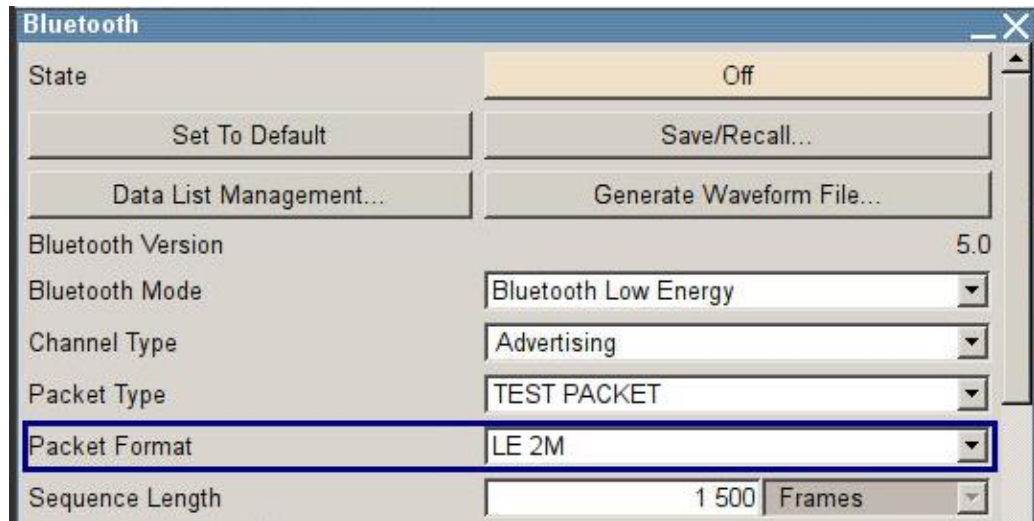 Bluetooth
State Off
Set To Default Save/Recall...
Data List Management... Generate Waveform File...
Bluetooth Version 5.0
Bluetooth Mode Bluetooth Low Energy
Channel Type Advertising
Packet Type TEST PACKET
Packet Format LE 2M
Sequence Length 1 500 Frames